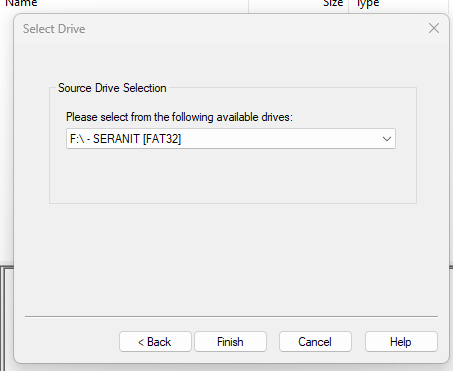 Name Size Type
Select Drive
Source Drive Selection
Please select from the following available drives:
F:\ - SERANIT [FAT32]
< Back Finish Cancel Help